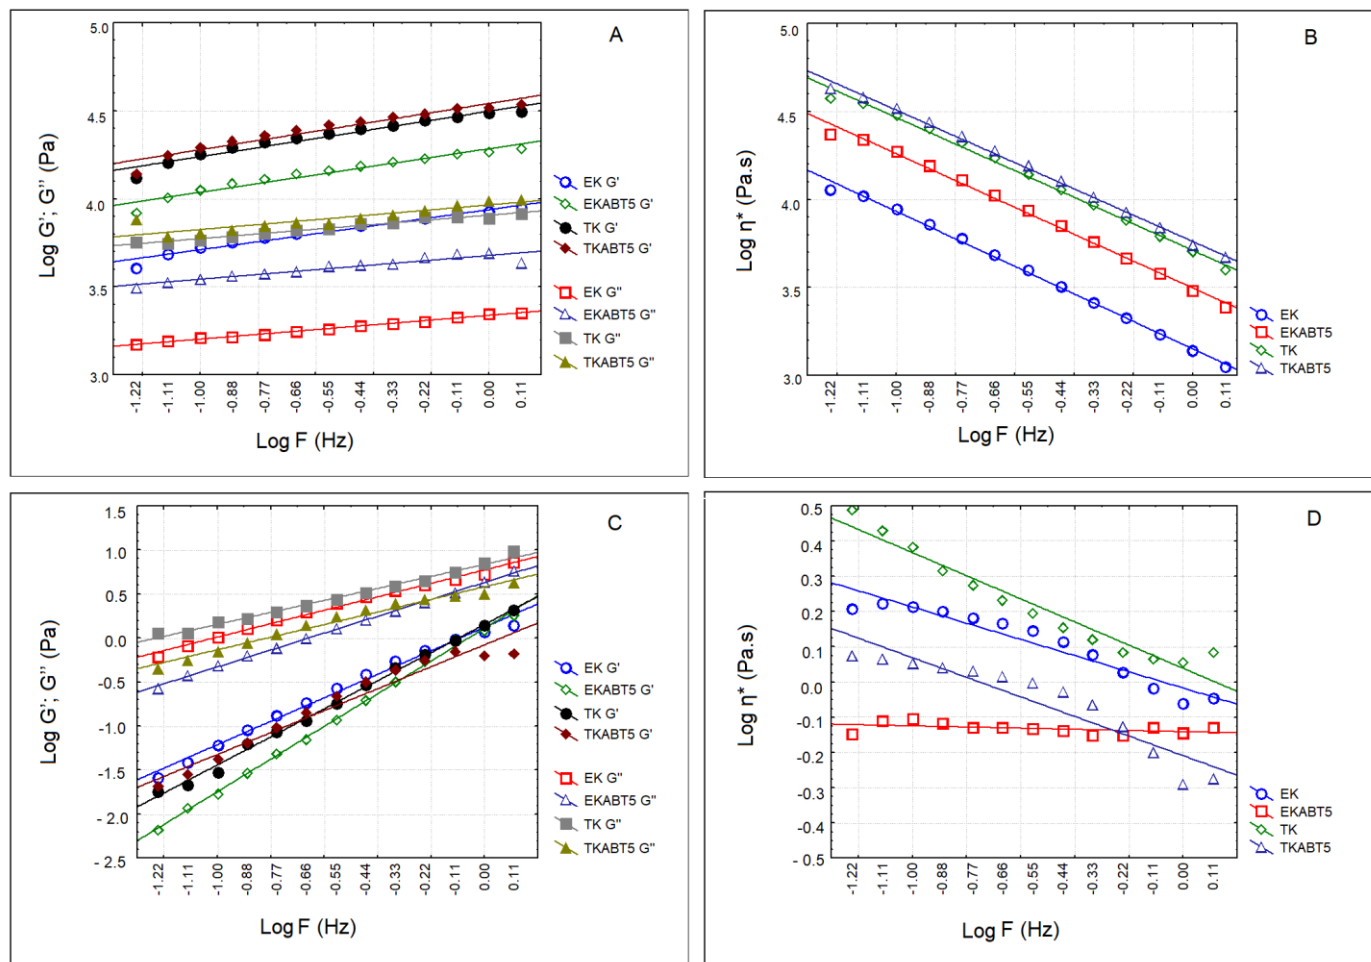 A
Log G'; G'' (Pa)
5.0
4.5
4.0
3.5
3.0
-1.22 -1.11 -1.00 -0.88 -0.77 -0.66 -0.55 -0.44 -0.33 -0.22 -0.11 0.00 0.11
Log F (Hz)
EK G'
EKABT5 G'
TK G'
TKABT5 G'
EK G''
EKABT5 G''
TK G''
TKABT5 G''
B
Log η* (Pa.s)
5.0
4.5
4.0
3.5
3.0
-1.22 -1.11 -1.00 -0.88 -0.77 -0.66 -0.55 -0.44 -0.33 -0.22 -0.11 0.00 0.11
Log F (Hz)
EK
EKABT5
TK
TKABT5
C
Log G'; G'' (Pa)
1.5
1.0
0.5
0.0
-0.5
-1.0
-1.5
- 2.0
- 2.5
-1.22 -1.11 -1.00 -0.88 -0.77 -0.66 -0.55 -0.44 -0.33 -0.22 -0.11 0.00 0.11
Log F (Hz)
EK G'
EKABT5 G'
TK G'
TKABT5 G'
EK G''
EKABT5 G''
TK G''
TKABT5 G''
D
Log η* (Pa.s)
0.5
0.4
0.3
0.2
0.1
0.0
-0.1
-0.2
-0.3
-0.4
- 0.5
-1.22 -1.11 -1.00 -0.88 -0.77 -0.66 -0.55 -0.44 -0.33 -0.22 -0.11 0.00 0.11
Log F (Hz)
EK
EKABT5
TK
TKABT5